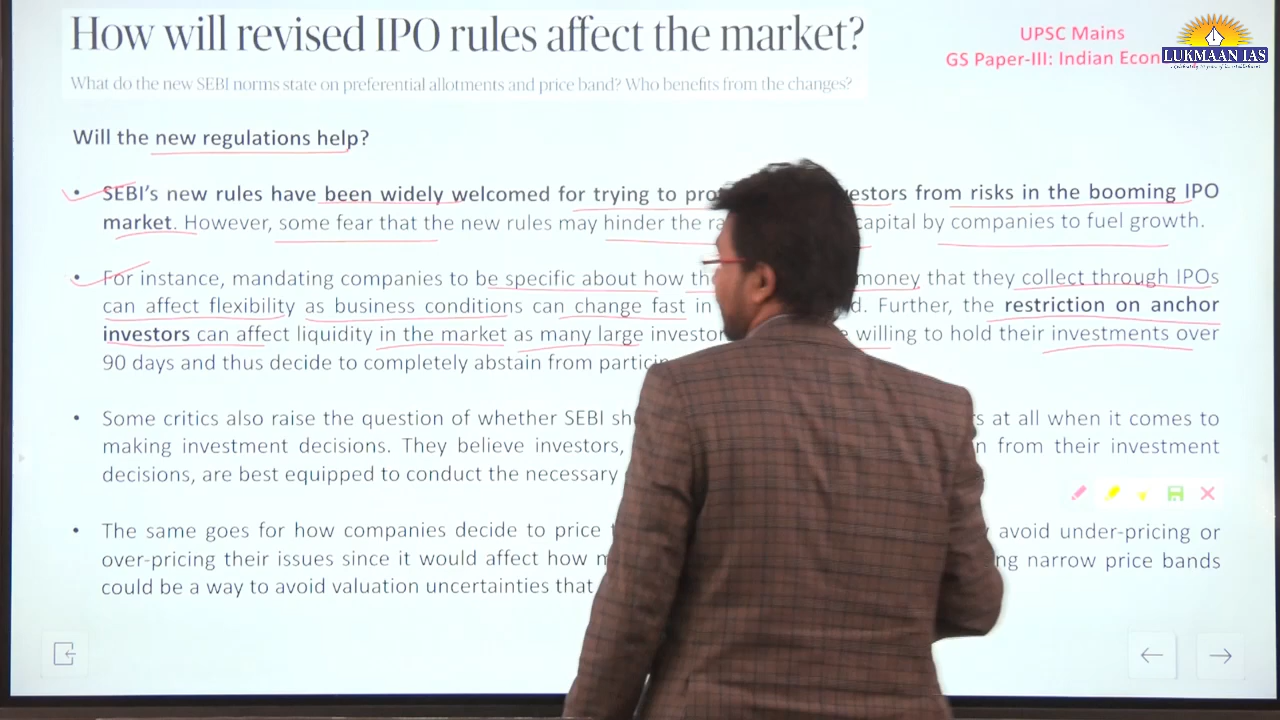 How will revised IPO rules affect the market?
What do the new SEBI norms state on preferential allotments and price band? Who benefits from the changes?
UPSC Mains
GS Paper-III: Indian
LUKMAAN IAS
Will the new regulations help?
• SEBI's new rules have been widely welcomed for trying to from risks in the booming IPO
market. However, some fear that the new rules may hinder the capital by companies to fuel growth.
• For instance, mandating companies to be specific about how money that they collect through IPOs
can affect flexibility as business conditions can change fast in Further, the restriction on anchor
investors can affect liquidity in the market as many large willing to hold their investments over
90 days and thus decide to completely abstain from
• Some critics also raise the question of whether SEBI at all when it comes to
making investment decisions. They believe investors, from their investment
decisions, are best equipped to conduct the necessary
• The same goes for how companies decide to price avoid under-pricing or
over-pricing their issues since it would affect how narrow price bands
could be a way to avoid valuation uncertainties that